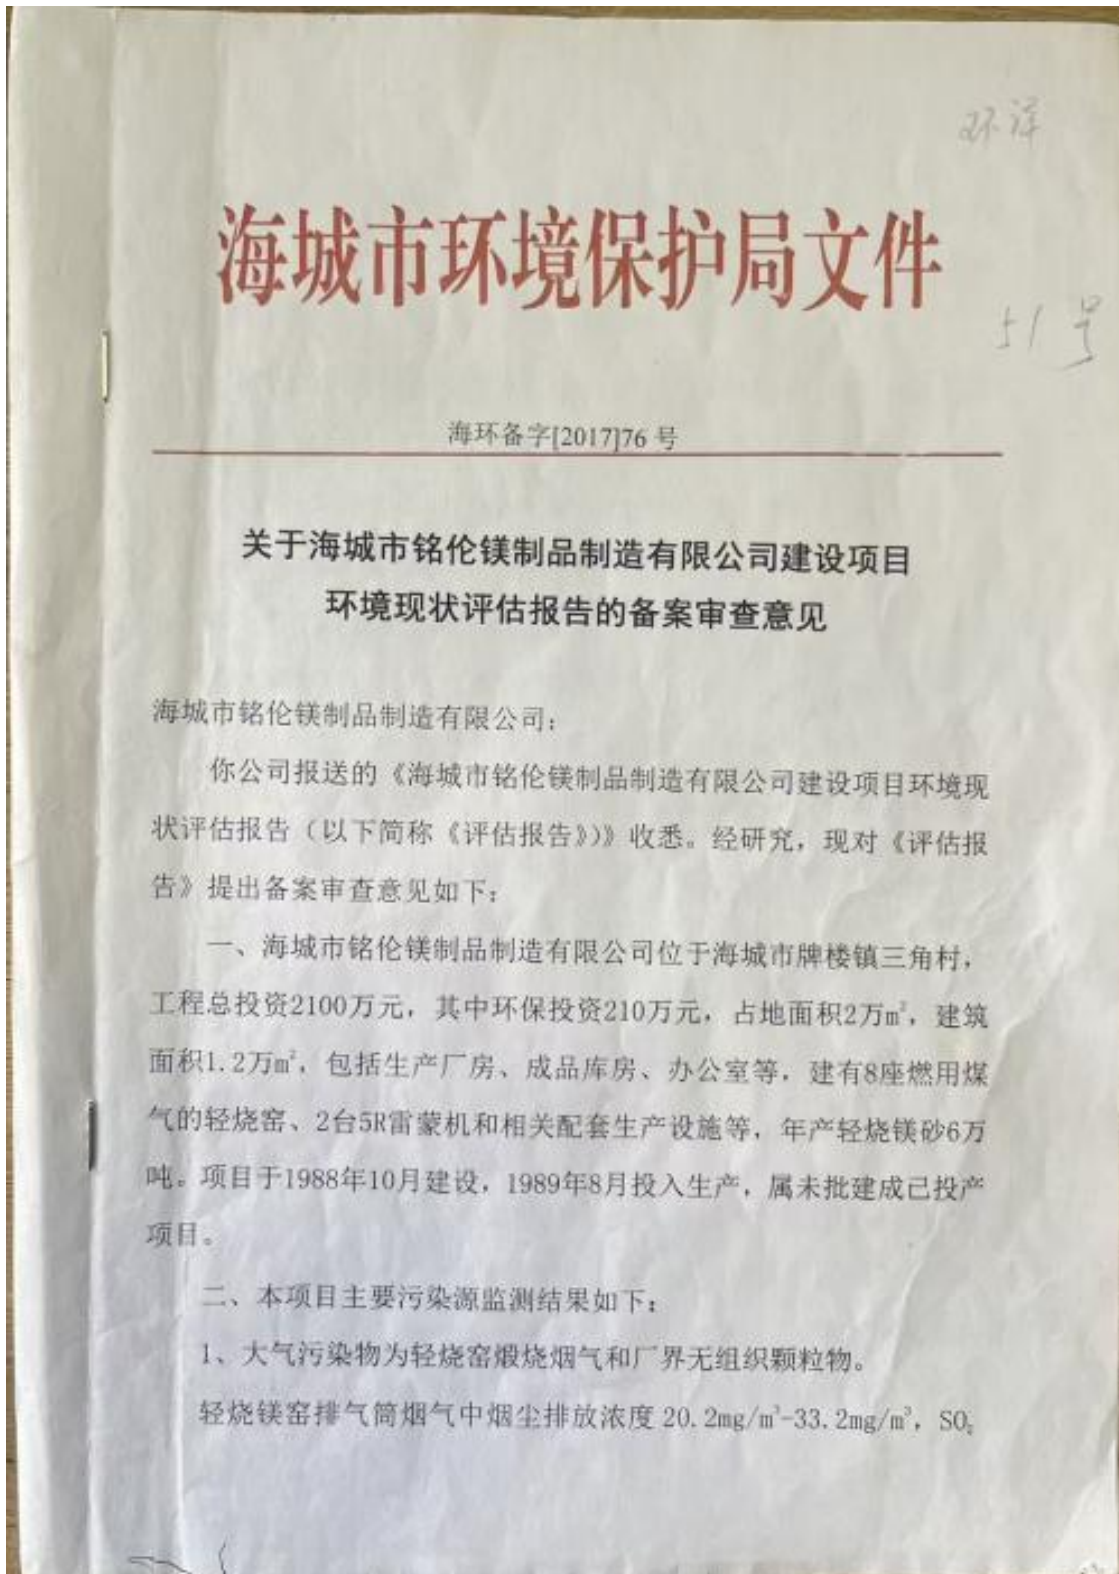 环评
海城市环境保护局文件
51号
海环备字[2017]76 号
关于海城市铭伦镁制品制造有限公司建设项目
环境现状评估报告的备案审查意见
海城市铭伦镁制品制造有限公司:
你公司报送的《海城市铭伦镁制品制造有限公司建设项目环境现
状评估报告(以下简称《评估报告》)》收悉。经研究,现对《评估报
告》提出备案审查意见如下:
一、海城市铭伦镁制品制造有限公司位于海城市牌楼镇三角村,
工程总投资2100万元,其中环保投资210万元,占地面积2万m²,建筑
面积1.2万m²,包括生产厂房、成品库房、办公室等,建有8座燃用煤
气的轻烧窑、2台5R雷蒙机和相关配套生产设施等,年产轻烧镁砂6万
吨。项目于1988年10月建设,1989年8月投入生产,属未批建成已投产
项目。
二、本项目主要污染源监测结果如下:
1、大气污染物为轻烧窑煅烧烟气和厂界无组织颗粒物。
轻烧镁窑排气筒烟气中烟尘排放浓度 20.2mg/m³-33.2mg/m³, SO₂